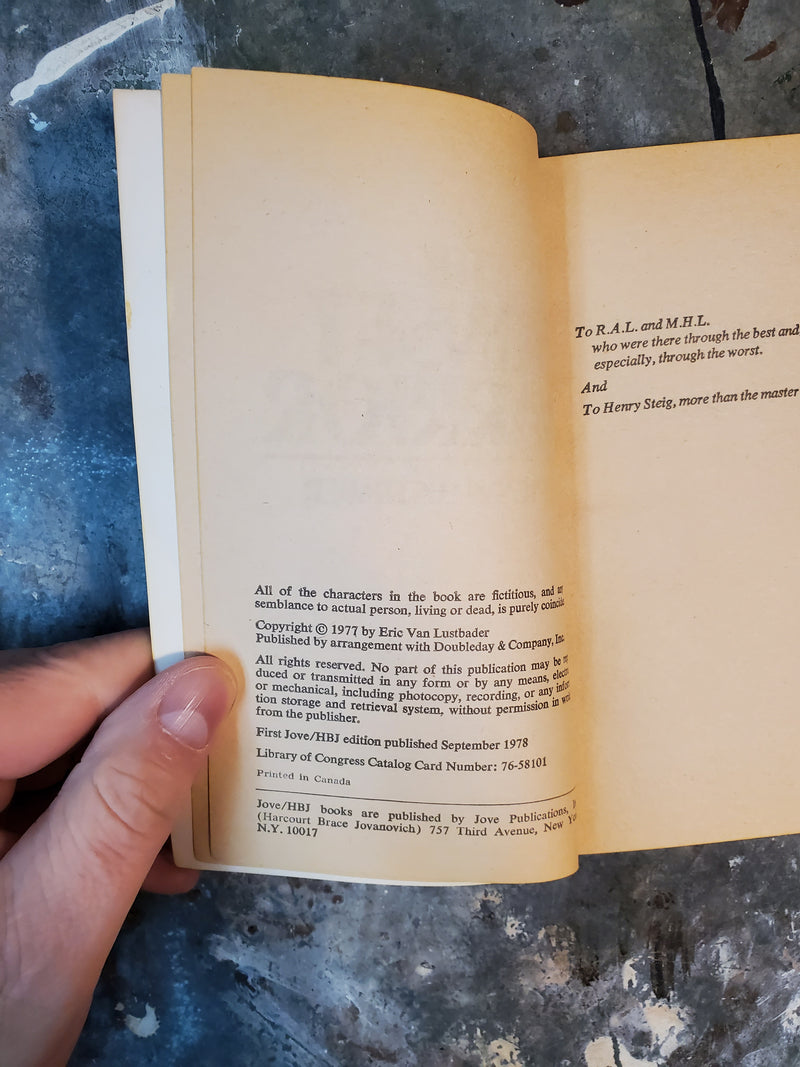 All of the characters in the book are fictitious, and
semblance to actual person, living or dead, is purely
Copyright © 1977 by Eric Van Lustbader
Published by arrangement with Doubleday & Company, Inc.
All rights reserved. No part of this publication may be
duced or transmitted in any form or by any means,
or mechanical, including photocopy, recording, or any
tion storage and retrieval system, without permission in
from the publisher.
First Jove/HBJ edition published September 1978
Library of Congress Catalog Card Number: 76-58101
Printed in Canada
Jove/HBJ books are published by Jove Publications,
(Harcourt Brace Jovanovich) 757 Third Avenue, New
N.Y. 10017
To R.A.L. and M.H.L.
who were there through the best and
especially, through the worst.
And
To Henry Steig, more than the master